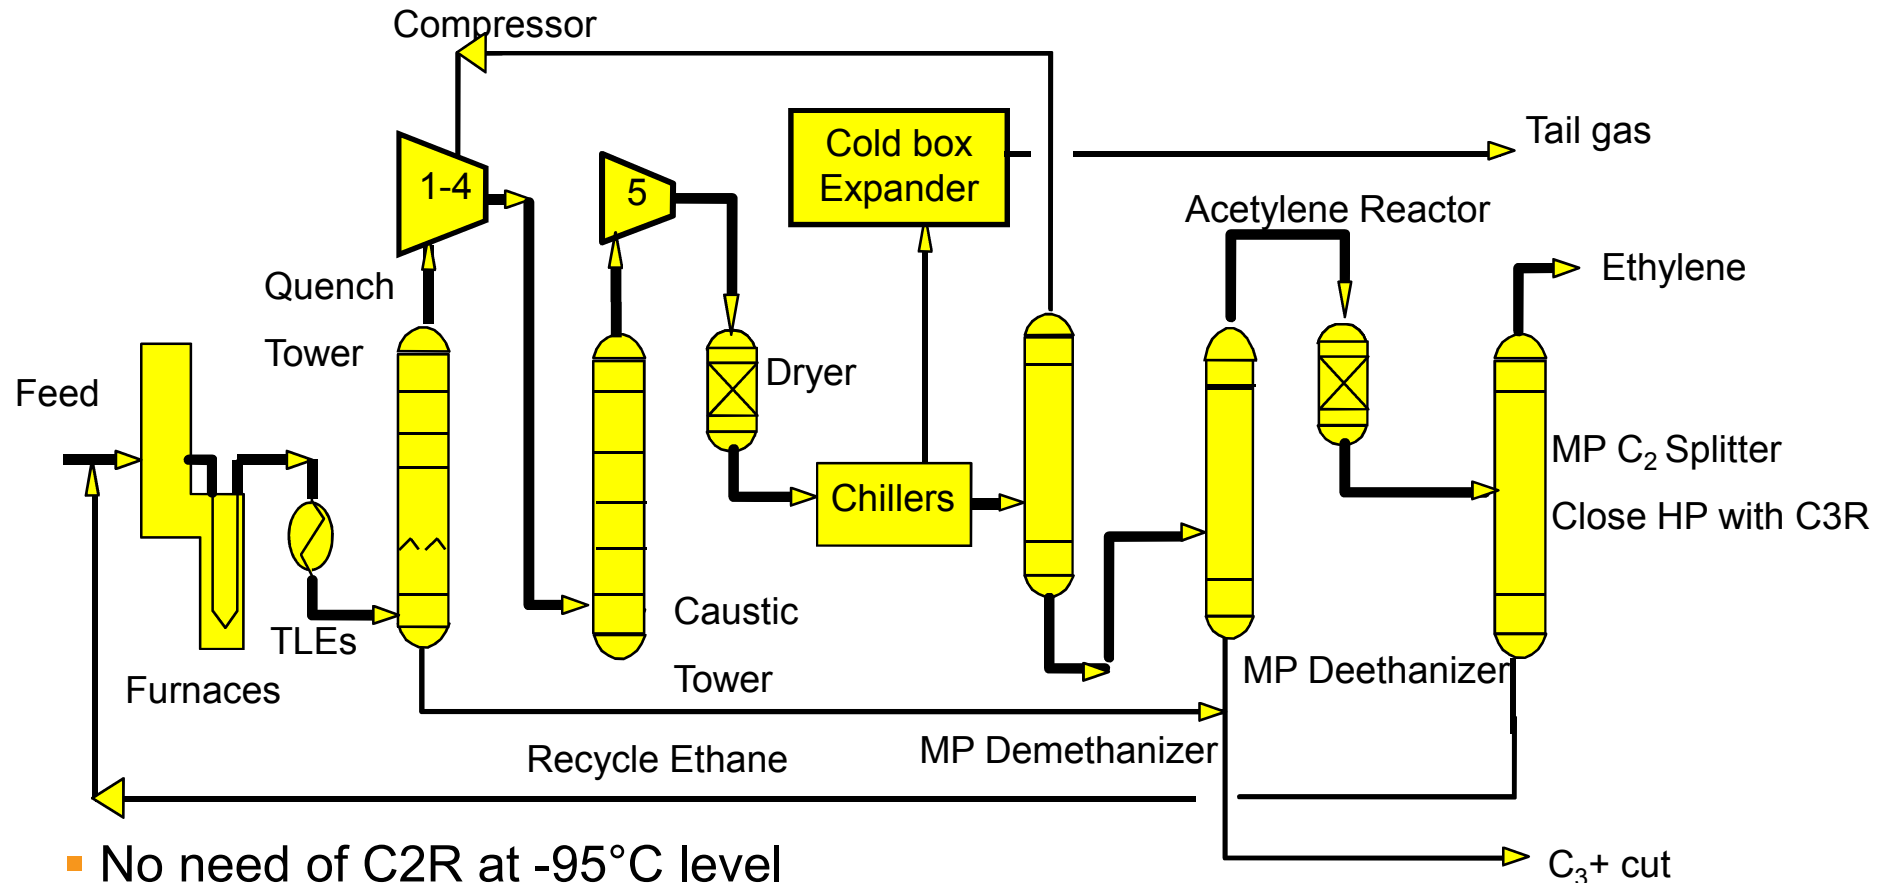 Compressor
Cold box
Expander
Tail gas
1-4
5
Acetylene Reactor
Quench
Tower
Ethylene
Feed
Dryer
MP C₂ Splitter
Chillers
Close HP with C3R
TLEs
Caustic
Tower
Furnaces
MP Deethanizer
Recycle Ethane
MP Demethanizer
▪ No need of C2R at -95°C level
C₃+ cut